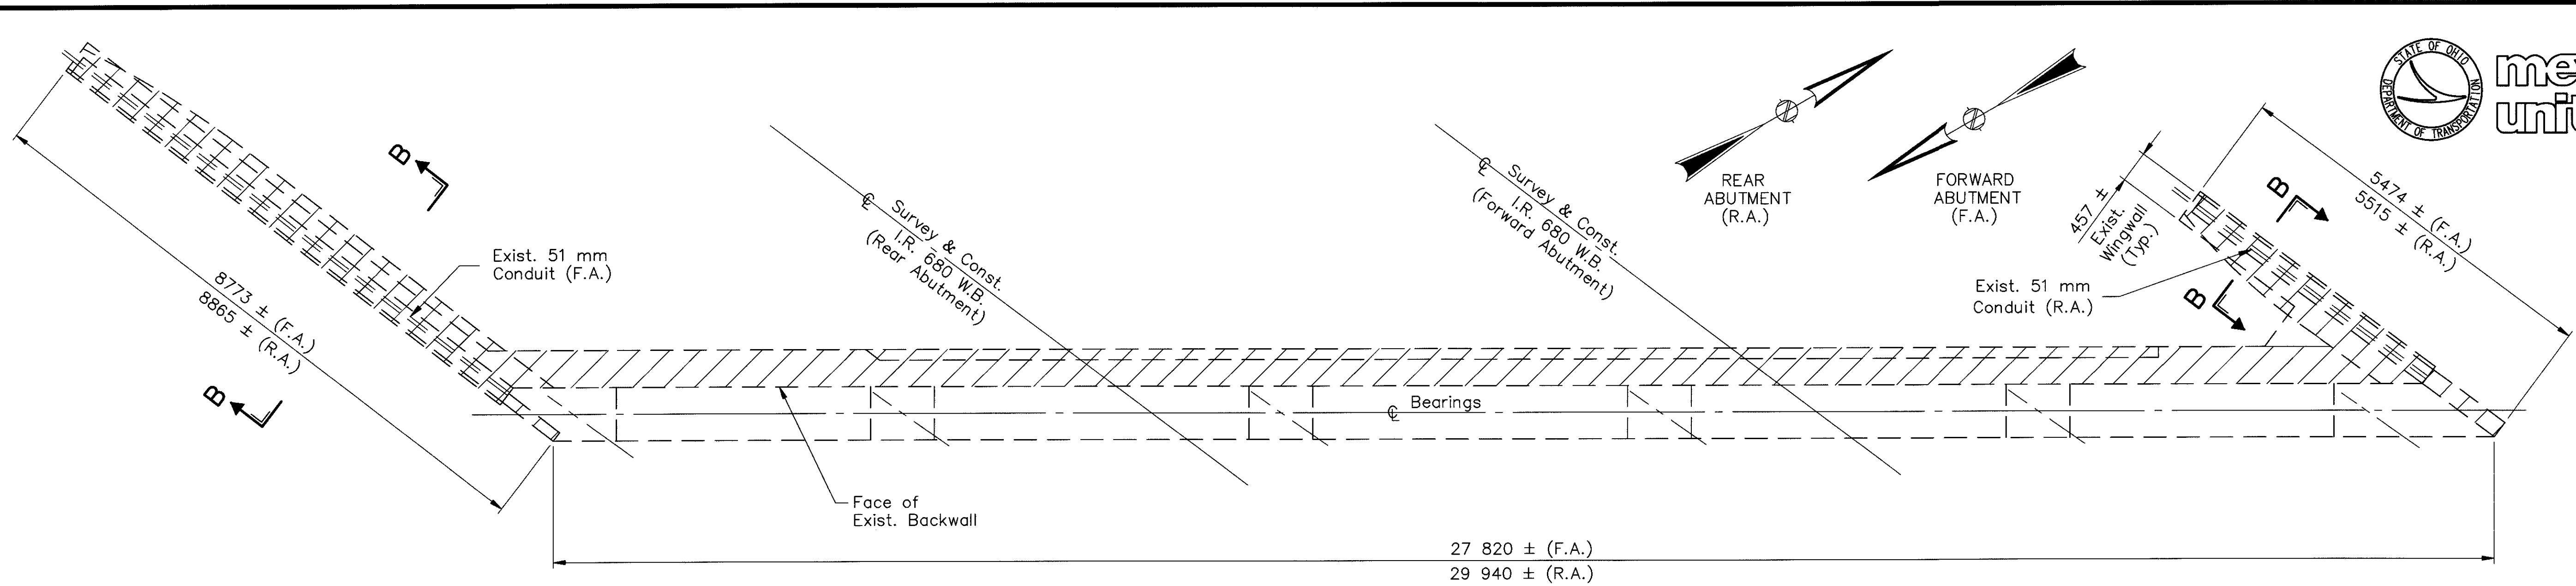 STATE OF OHIO
DEPARTMENT OF TRANSPORTATION
B
B
8773 ± (F.A.)
8865 ± (R.A.)
Exist. 51 mm
Conduit (F.A.)
℄ Survey & Const.
I.R. 680 W.B.
(Rear Abutment)
℄ Survey & Const.
I.R. 680 W.B.
(Forward Abutment)
REAR
ABUTMENT
(R.A.)
FORWARD
ABUTMENT
(F.A.)
457 ±
Exist.
Wingwall
(Typ.)
5474 ± (F.A.)
5515 ± (R.A.)
B
B
Exist. 51 mm
Conduit (R.A.)
℄ Bearings
Face of
Exist. Backwall
27 820 ± (F.A.)
29 940 ± (R.A.)